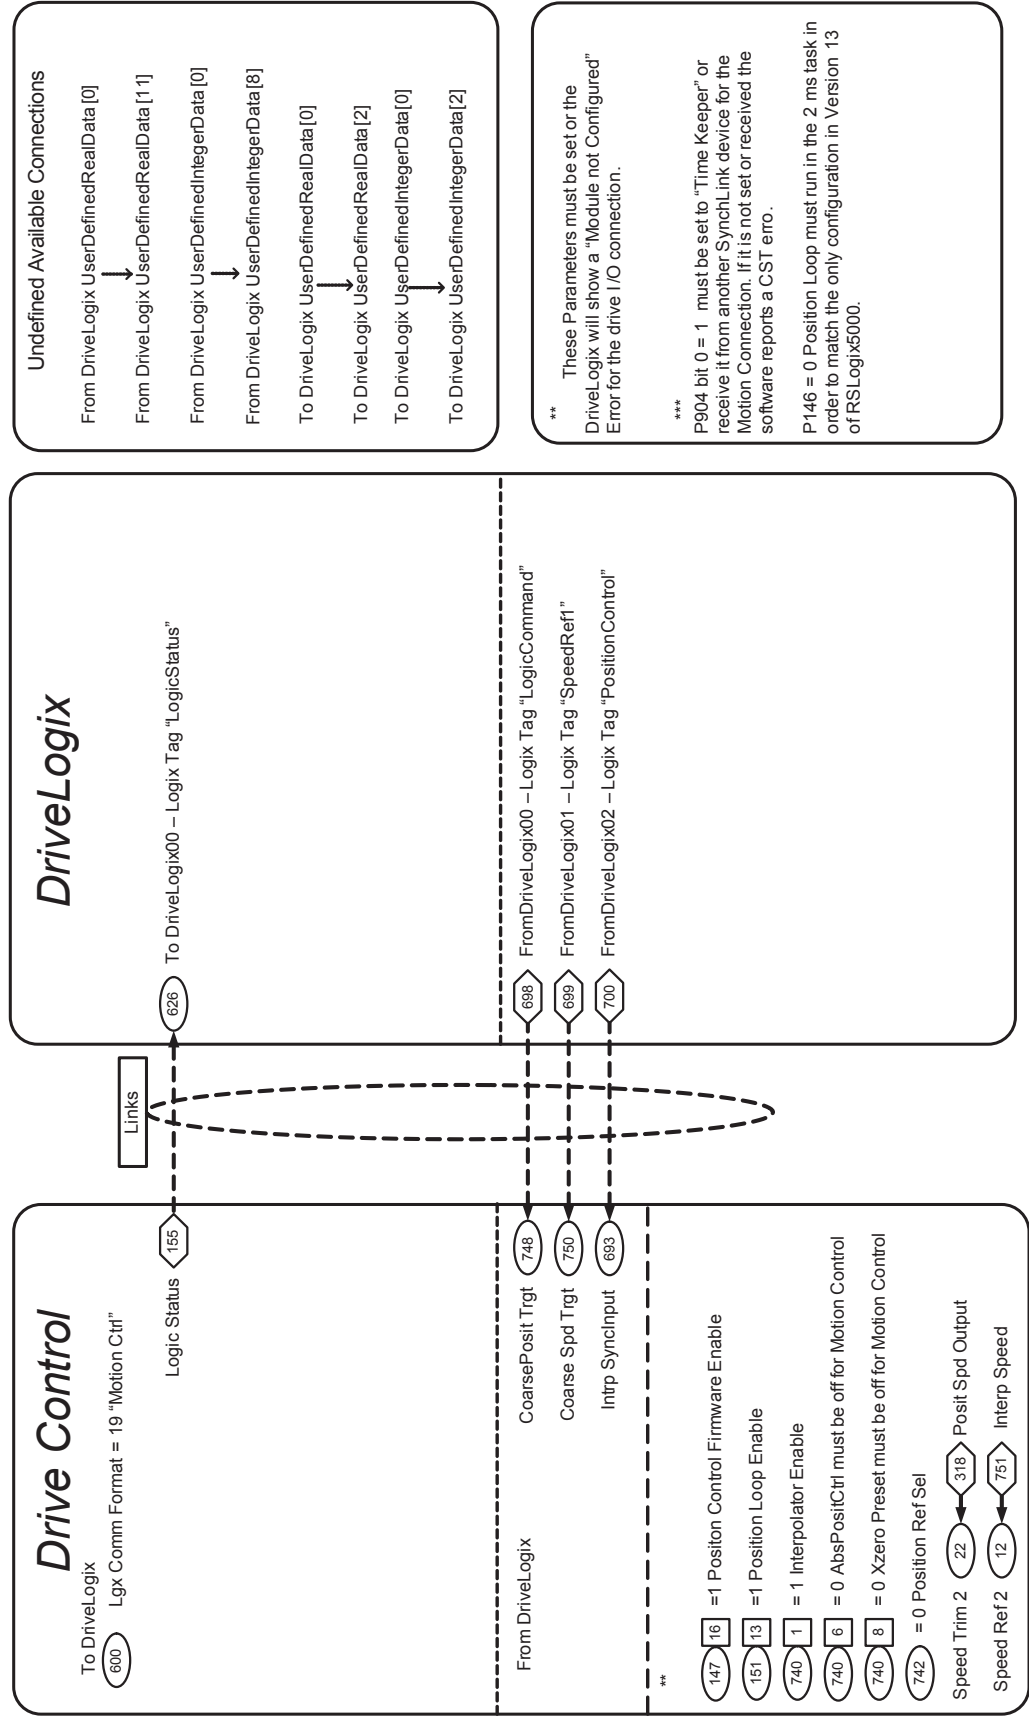 Drive Control
To DriveLogix
600 Lgx Comm Format = 19 “Motion Ctrl”
Logic Status 155
From DriveLogix
CoarsePosit Trgt 748
Coarse Spd Trgt 750
Intrp SyncInput 693
**
147 16 =1 Positon Control Firmware Enable
151 13 =1 Position Loop Enable
740 1 = 1 Interpolator Enable
740 6 = 0 AbsPositCtrl must be off for Motion Control
740 8 = 0 Xzero Preset must be off for Motion Control
742 = 0 Position Ref Sel
Speed Trim 2 22 318 Posit Spd Output
Speed Ref 2 12 751 Interp Speed
Links
DriveLogix
626 To DriveLogix00 – Logix Tag “LogicStatus”
698 FromDriveLogix00 – Logix Tag “LogicCommand”
699 FromDriveLogix01 – Logix Tag “SpeedRef1”
700 FromDriveLogix02 – Logix Tag “PositionControl”
Undefined Available Connections
From DriveLogix UserDefinedRealData[0]
From DriveLogix UserDefinedRealData[11]
From DriveLogix UserDefinedIntegerData[0]
From DriveLogix UserDefinedIntegerData[8]
To DriveLogix UserDefinedRealData[0]
To DriveLogix UserDefinedRealData[2]
To DriveLogix UserDefinedIntegerData[0]
To DriveLogix UserDefinedIntegerData[2]
**
These Parameters must be set or the
DriveLogix will show a “Module not Configured”
Error for the drive I/O connection.
***
P904 bit 0 = 1 must be set to “Time Keeper” or
receive it from another SynchLink device for the
Motion Connection. If it is not set or received the
software reports a CST erro.
P146 = 0 Position Loop must run in the 2 ms task in
order to match the only configuration in Version 13
of RSLogix5000.